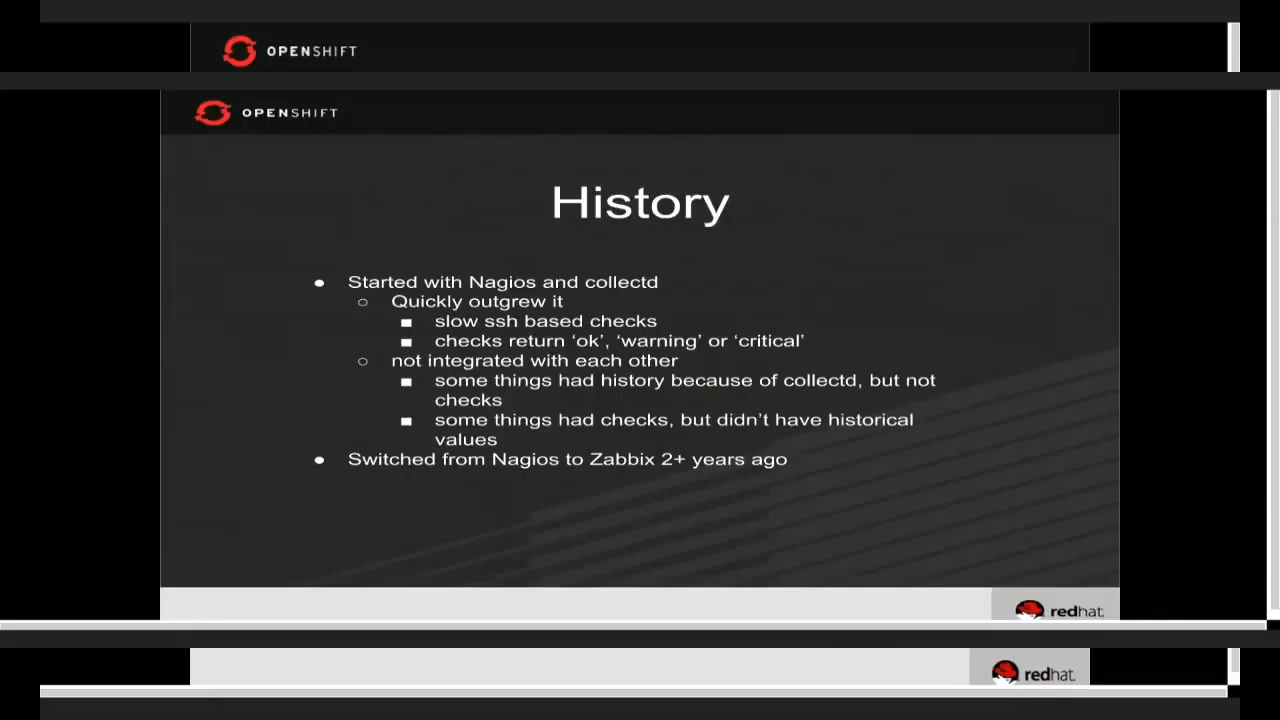 OPENSHIFT
OPENSHIFT
History
● Started with Nagios and collectd
○ Quickly outgrew it
■ slow ssh based checks
■ checks return ‘ok’, ‘warning’ or ‘critical’
○ not integrated with each other
■ some things had history because of collectd, but not
checks
■ some things had checks, but didn’t have historical
values
● Switched from Nagios to Zabbix 2+ years ago
redhat.
redhat.